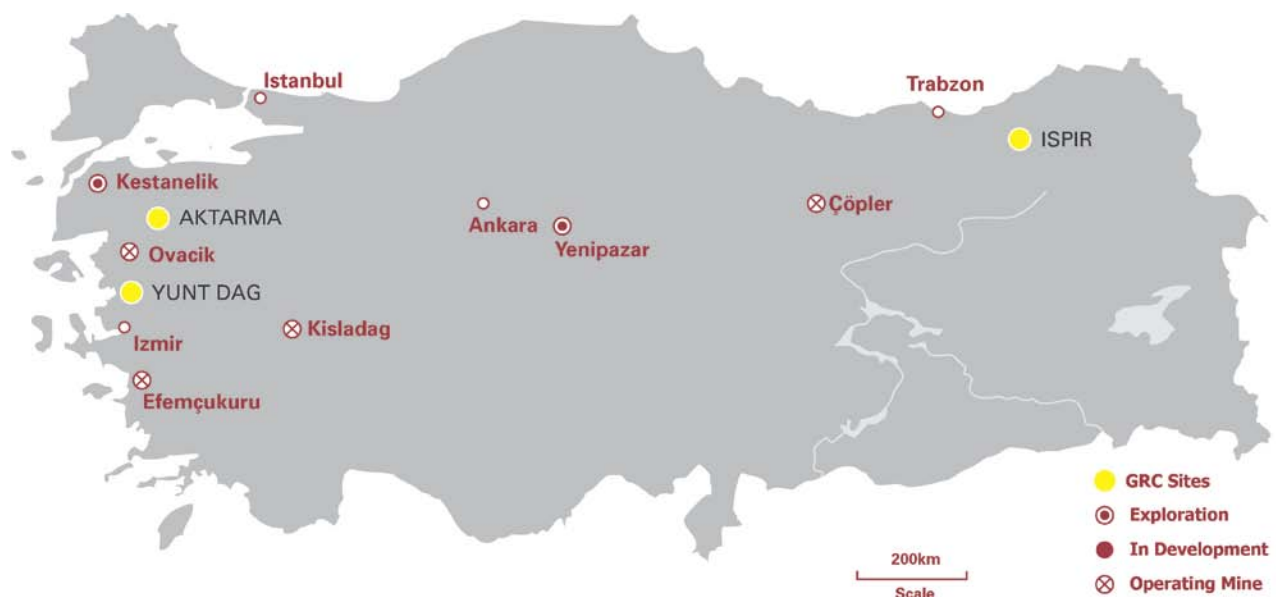 Istanbul
Trabzon
ISPIR
Kestanelik
AKTARMA
Ankara
Yenipazar
Çöpler
Ovacik
YUNT DAG
Izmir
Kisladag
Efemçukuru
GRC Sites
Exploration
In Development
Operating Mine
200km
Scale